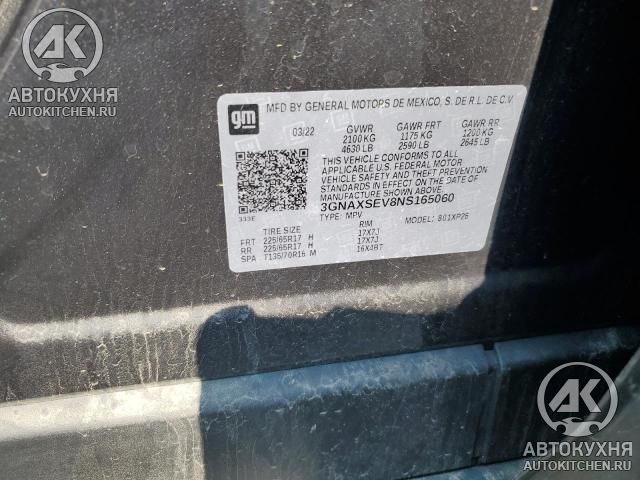 AK
АВТОКУХНЯ
AUTOKITCHEN.RU
gm
MFD BY GENERAL MOTORS DE MEXICO, S. DE R.L. DE C.V.
03/22 GVWR GAWR FRT GAWR RR
2100 KG 1175 KG 1200 KG
4630 LB 2590 LB 2645 LB
THIS VEHICLE CONFORMS TO ALL
APPLICABLE U.S. FEDERAL MOTOR
VEHICLE SAFETY AND THEFT PREVENTION
STANDARDS IN EFFECT ON THE DATE OF
MANUFACTURE SHOWN ABOVE.
3GNAXSEV8NS165060
333E TYPE: MPV MODEL: 801XP26
TIRE SIZE RIM
FRT 225/65R17 H 17X7J
RR 225/65R17 H 17X7J
SPA T135/70R16 M 16X4BT
AK
АВТОКУХНЯ
AUTOKITCHEN.RU